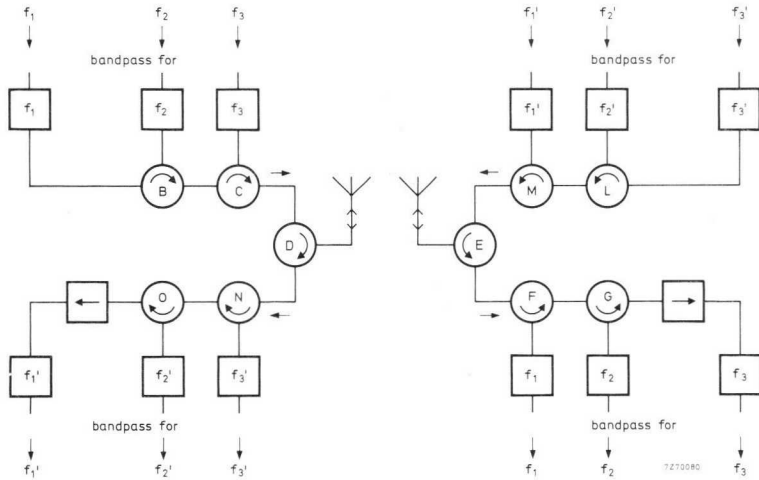 f₁ f₂ f₃ f₁' f₂' f₃'
bandpass for bandpass for
f₁ f₂ f₃ f₁' f₂' f₃'
B C M L
D E
O N F G
f₁' f₂' f₃' f₁ f₂ f₃
bandpass for bandpass for
f₁' f₂' f₃' f₁ f₂ f₃
7Z70080